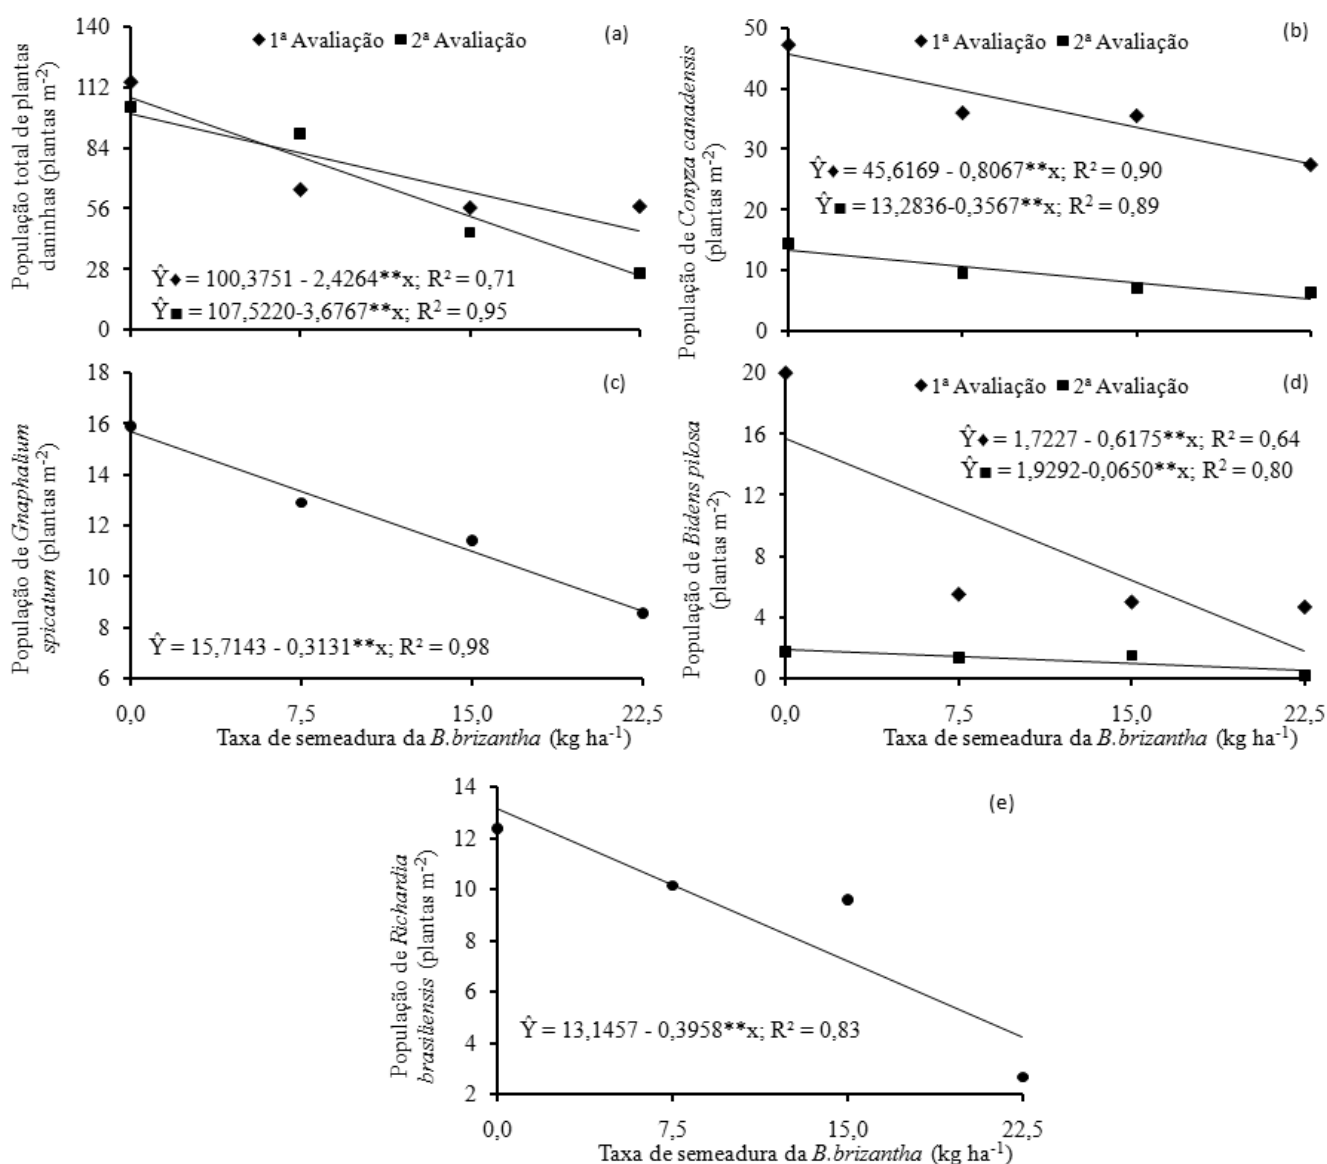 População total de plantas
daninhas (plantas m⁻²)
140
112
84
56
28
0
◆ 1ª Avaliação ■ 2ª Avaliação
(a)
Ŷ◆ = 100,3751 - 2,4264**x; R² = 0,71
Ŷ■ = 107,5220-3,6767**x; R² = 0,95
População de Conyza canadensis
(plantas m⁻²)
50
40
30
20
10
0
◆ 1ª Avaliação ■ 2ª Avaliação
(b)
Ŷ◆ = 45,6169 - 0,8067**x; R² = 0,90
Ŷ■ = 13,2836-0,3567**x; R² = 0,89
População de Gnaphalium
spicatum (plantas m⁻²)
18
16
14
12
10
8
6
(c)
Ŷ = 15,7143 - 0,3131**x; R² = 0,98
0,0 7,5 15,0 22,5
Taxa de semeadura da B.brizantha (kg ha⁻¹)
População de Bidens pilosa
(plantas m⁻²)
20
16
12
8
4
0
◆ 1ª Avaliação ■ 2ª Avaliação
(d)
Ŷ◆ = 1,7227 - 0,6175**x; R² = 0,64
Ŷ■ = 1,9292-0,0650**x; R² = 0,80
0,0 7,5 15,0 22,5
Taxa de semeadura da B.brizantha (kg ha⁻¹)
População de Richardia
brasiliensis (plantas m⁻²)
14
12
10
8
6
4
2
(e)
Ŷ = 13,1457 - 0,3958**x; R² = 0,83
0,0 7,5 15,0 22,5
Taxa de semeadura da B.brizantha (kg ha⁻¹)